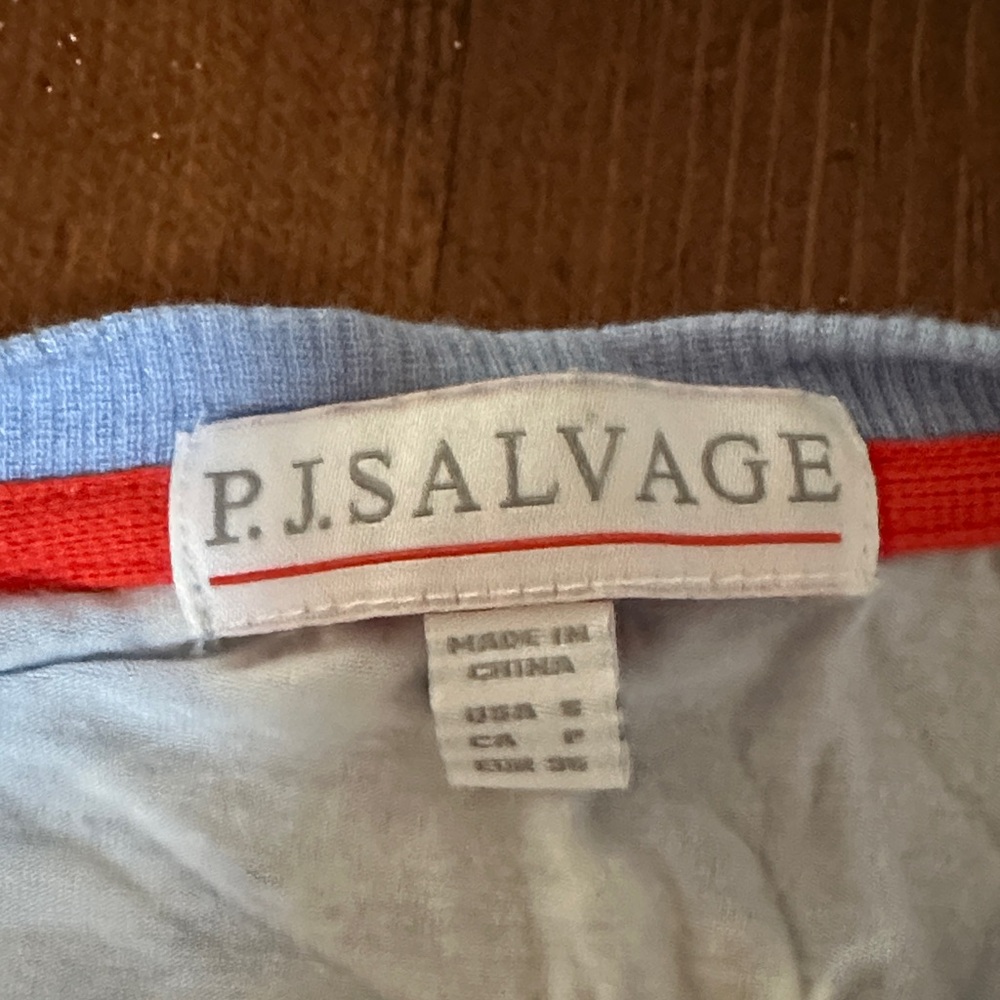 P.J.SALVAGE
MADE IN
CHINA
USA S
CA P
EUR 36